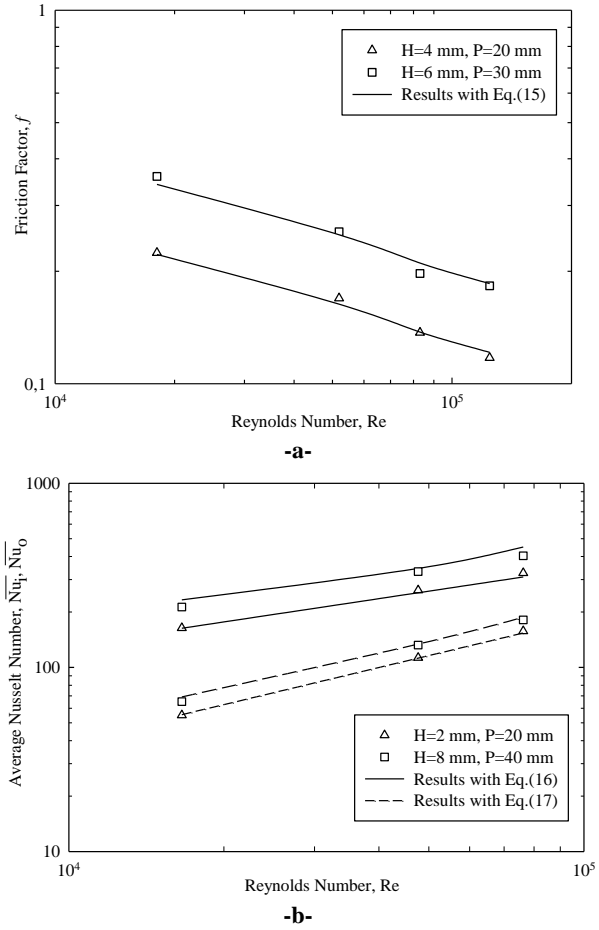 1
H=4 mm, P=20 mm
H=6 mm, P=30 mm
Results with Eq.(15)
Friction Factor, f
0,1
10⁴
10⁵
Reynolds Number, Re
-a-
1000
100
10
Average Nusselt Number, Nu̅i, Nu̅o
H=2 mm, P=20 mm
H=8 mm, P=40 mm
Results with Eq.(16)
Results with Eq.(17)
10⁴
10⁵
Reynolds Number, Re
-b-